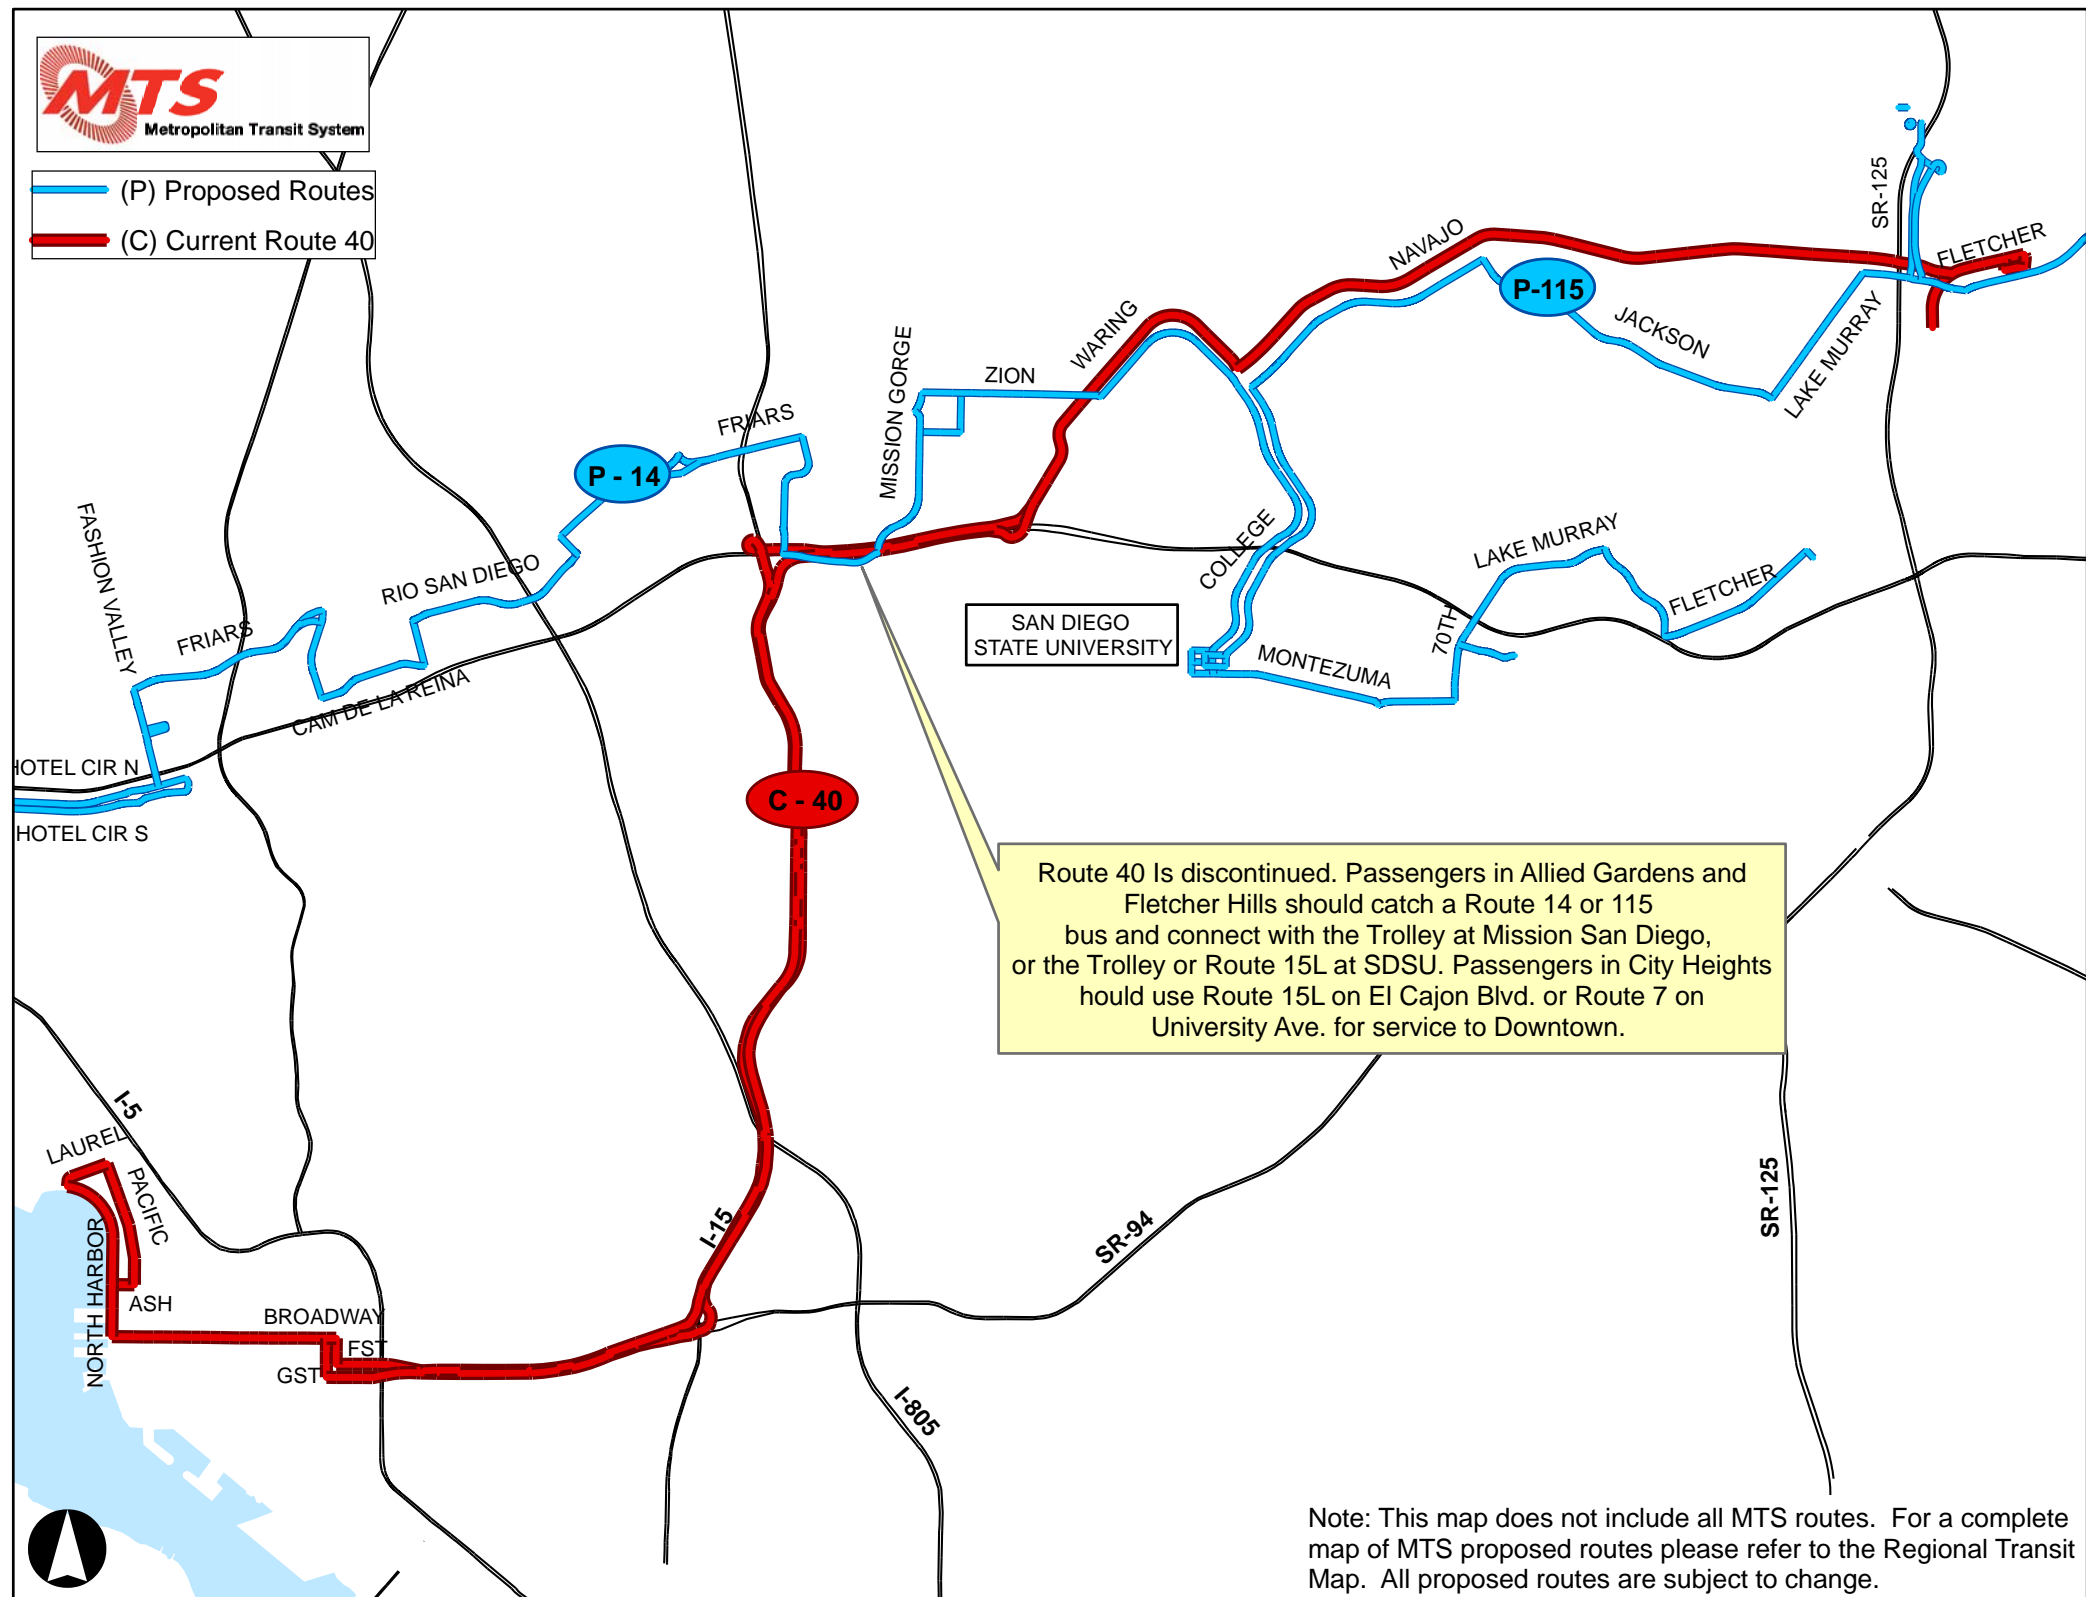 MTS
Metropolitan Transit System
(P) Proposed Routes
(C) Current Route 40
SR-125
FLETCHER
NAVAJO
P-115
JACKSON
LAKE MURRAY
WARING
MISSION GORGE
ZION
FRIARS
P - 14
FASHION VALLEY
RIO SAN DIEGO
FRIARS
CAM DE LA REINA
COLLEGE
LAKE MURRAY
FLETCHER
70TH
SAN DIEGO
STATE UNIVERSITY
MONTEZUMA
HOTEL CIR N
HOTEL CIR S
C - 40
Route 40 Is discontinued. Passengers in Allied Gardens and
Fletcher Hills should catch a Route 14 or 115
bus and connect with the Trolley at Mission San Diego,
or the Trolley or Route 15L at SDSU. Passengers in City Heights
hould use Route 15L on El Cajon Blvd. or Route 7 on
University Ave. for service to Downtown.
I-5
LAUREL
PACIFIC
NORTH HARBOR
ASH
BROADWAY
FST
GST
I-15
SR-94
SR-125
I-805
Note: This map does not include all MTS routes.  For a complete
map of MTS proposed routes please refer to the Regional Transit
Map.  All proposed routes are subject to change.